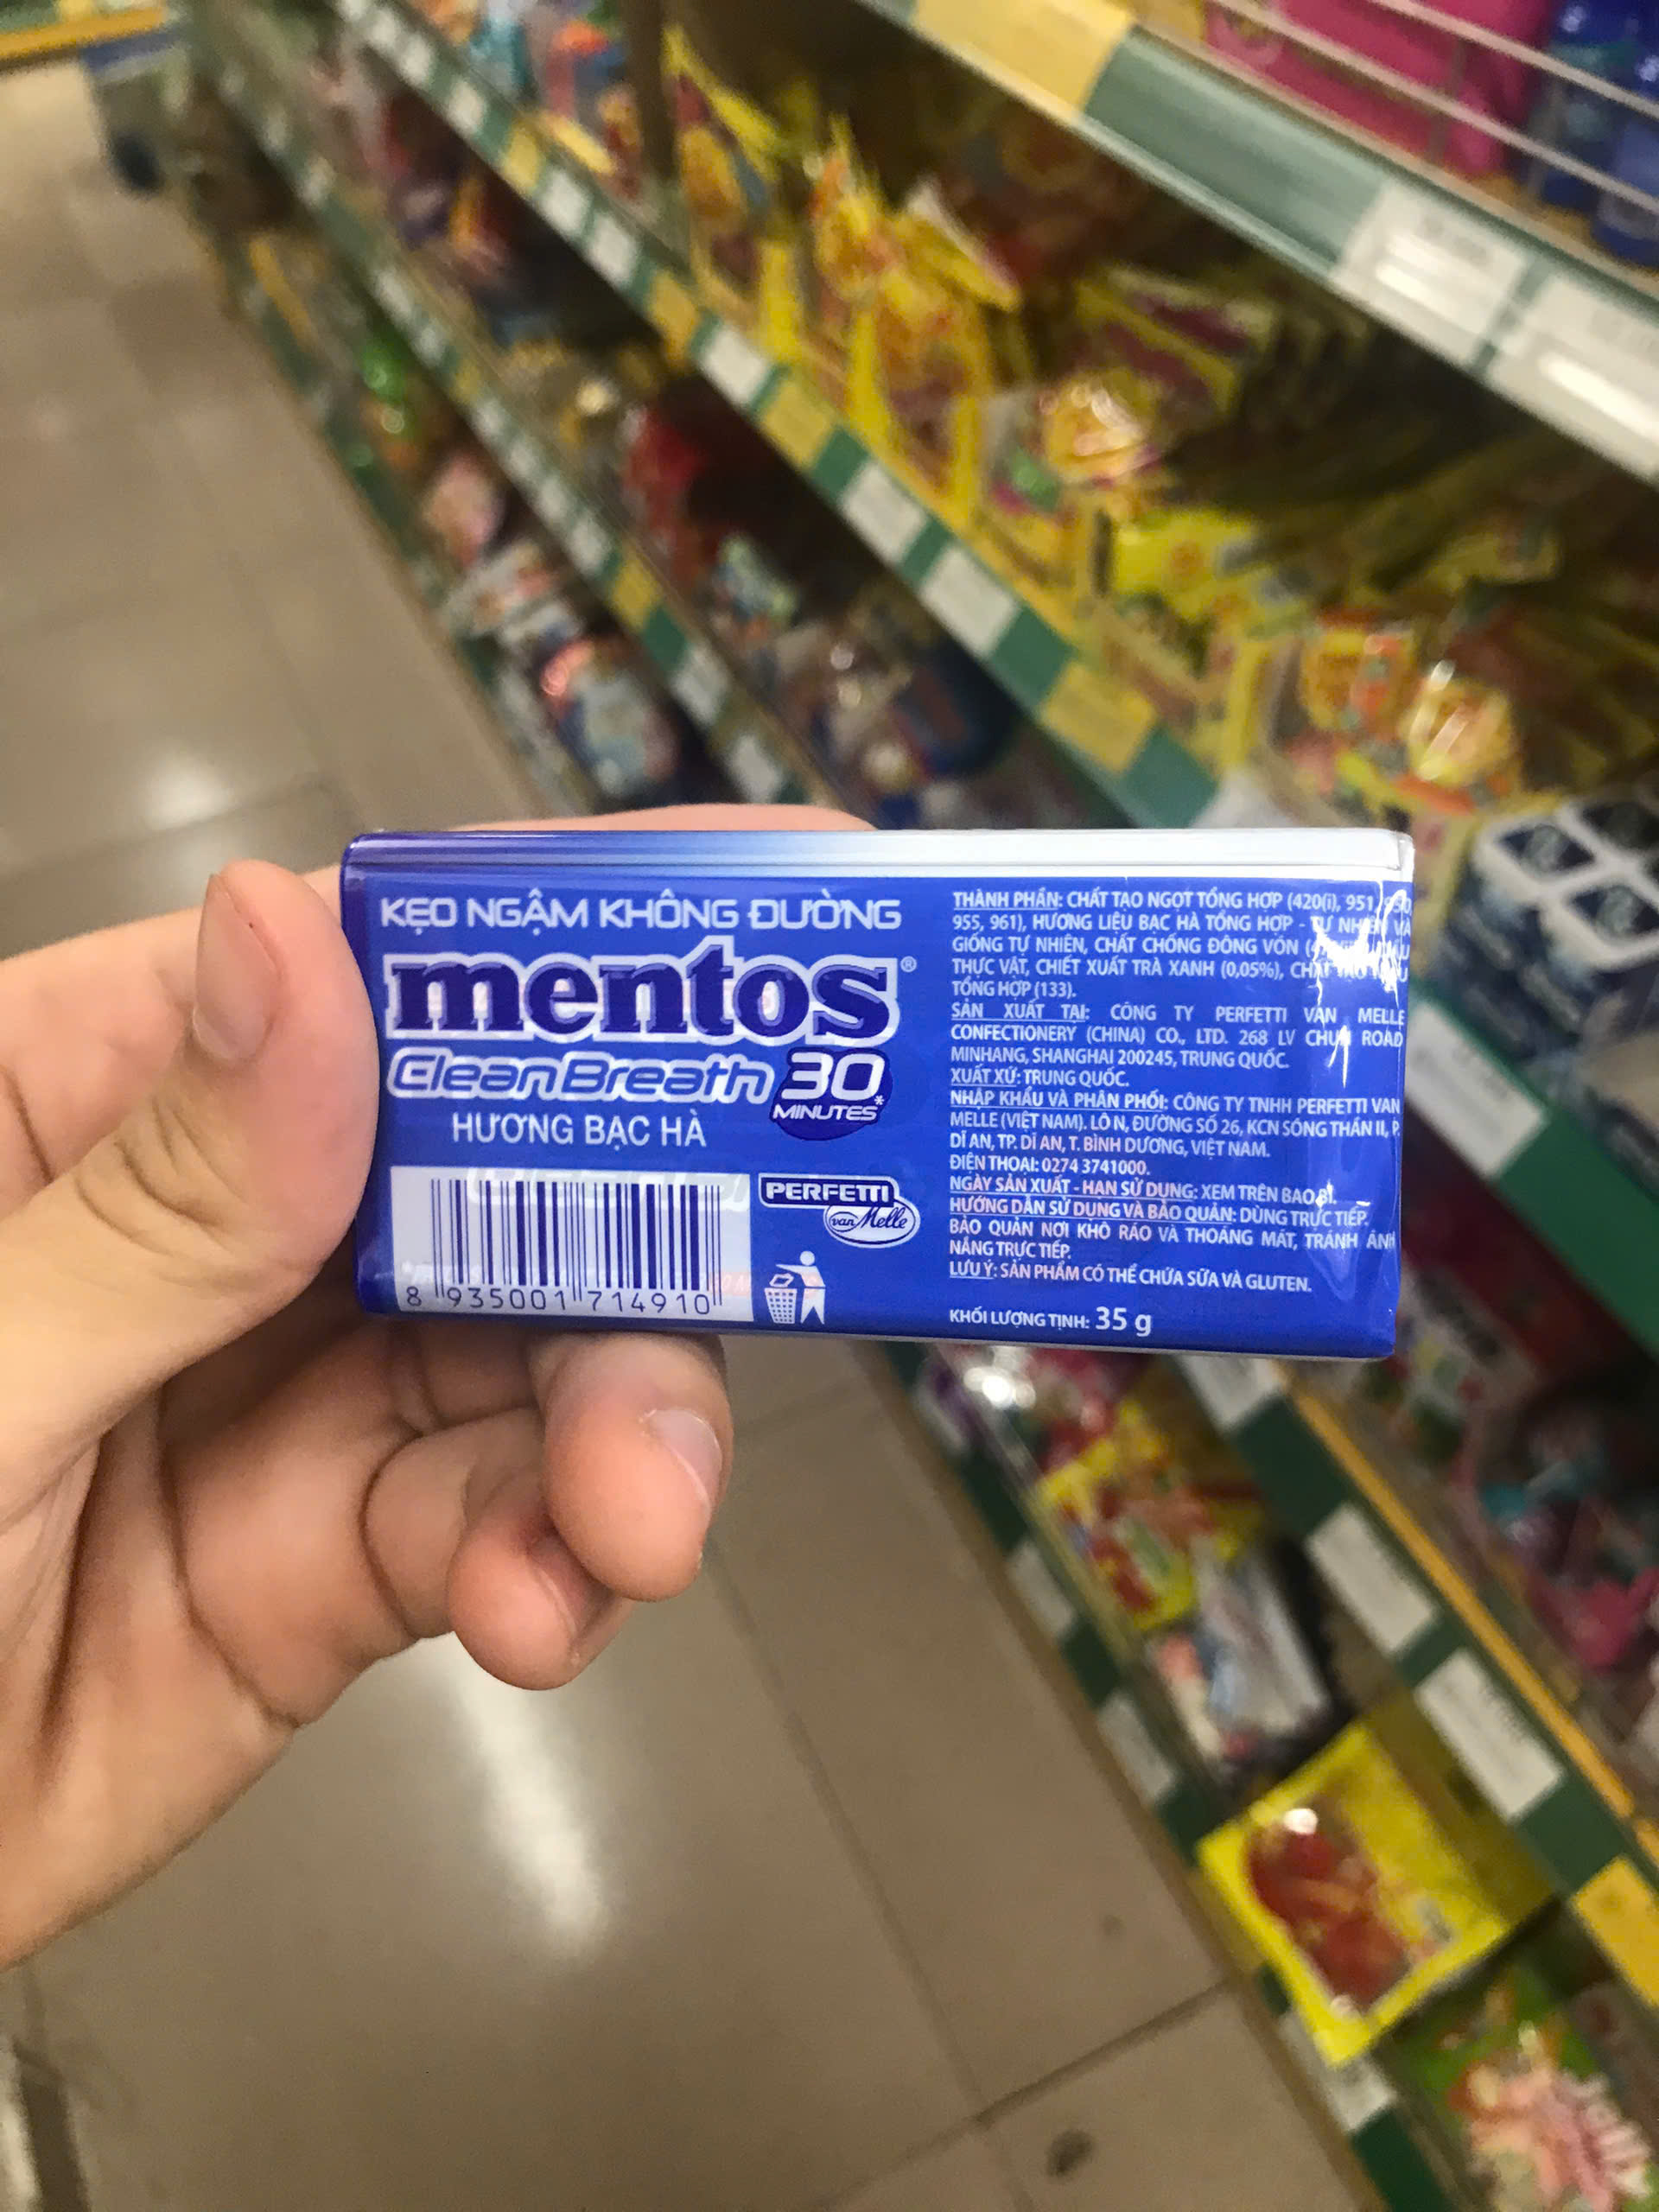 KẸO NGẬM KHÔNG ĐƯỜNG
mentos®
CleanBreath 30
MINUTES*
HƯƠNG BẠC HÀ
PERFETTI
van Melle
8 935001 714910
THÀNH PHẦN: CHẤT TẠO NGỌT TỔNG HỢP (420(i), 951,
955, 961), HƯƠNG LIỆU BẠC HÀ TỔNG HỢP - TỰ NHIÊN VÀ
GIỐNG TỰ NHIÊN, CHẤT CHỐNG ĐÔNG VÓN
THỰC VẬT, CHIẾT XUẤT TRÀ XANH (0,05%), CHẤT TẠO MÀU
TỔNG HỢP (133).
SẢN XUẤT TẠI: CÔNG TY PERFETTI VAN MELLE
CONFECTIONERY (CHINA) CO., LTD. 268 LV CHUN ROAD
MINHANG, SHANGHAI 200245, TRUNG QUỐC.
XUẤT XỨ: TRUNG QUỐC.
NHẬP KHẨU VÀ PHÂN PHỐI: CÔNG TY TNHH PERFETTI VAN
MELLE (VIỆT NAM). LÔ N, ĐƯỜNG SỐ 26, KCN SÓNG THẦN II, P.
DĨ AN, TP. DĨ AN, T. BÌNH DƯƠNG, VIỆT NAM.
ĐIỆN THOẠI: 0274 3741000.
NGÀY SẢN XUẤT - HẠN SỬ DỤNG: XEM TRÊN BAO BÌ.
HƯỚNG DẪN SỬ DỤNG VÀ BẢO QUẢN: DÙNG TRỰC TIẾP.
BẢO QUẢN NƠI KHÔ RÁO VÀ THOÁNG MÁT, TRÁNH ÁNH
NẮNG TRỰC TIẾP.
LƯU Ý: SẢN PHẨM CÓ THỂ CHỨA SỮA VÀ GLUTEN.
KHỐI LƯỢNG TỊNH: 35 g